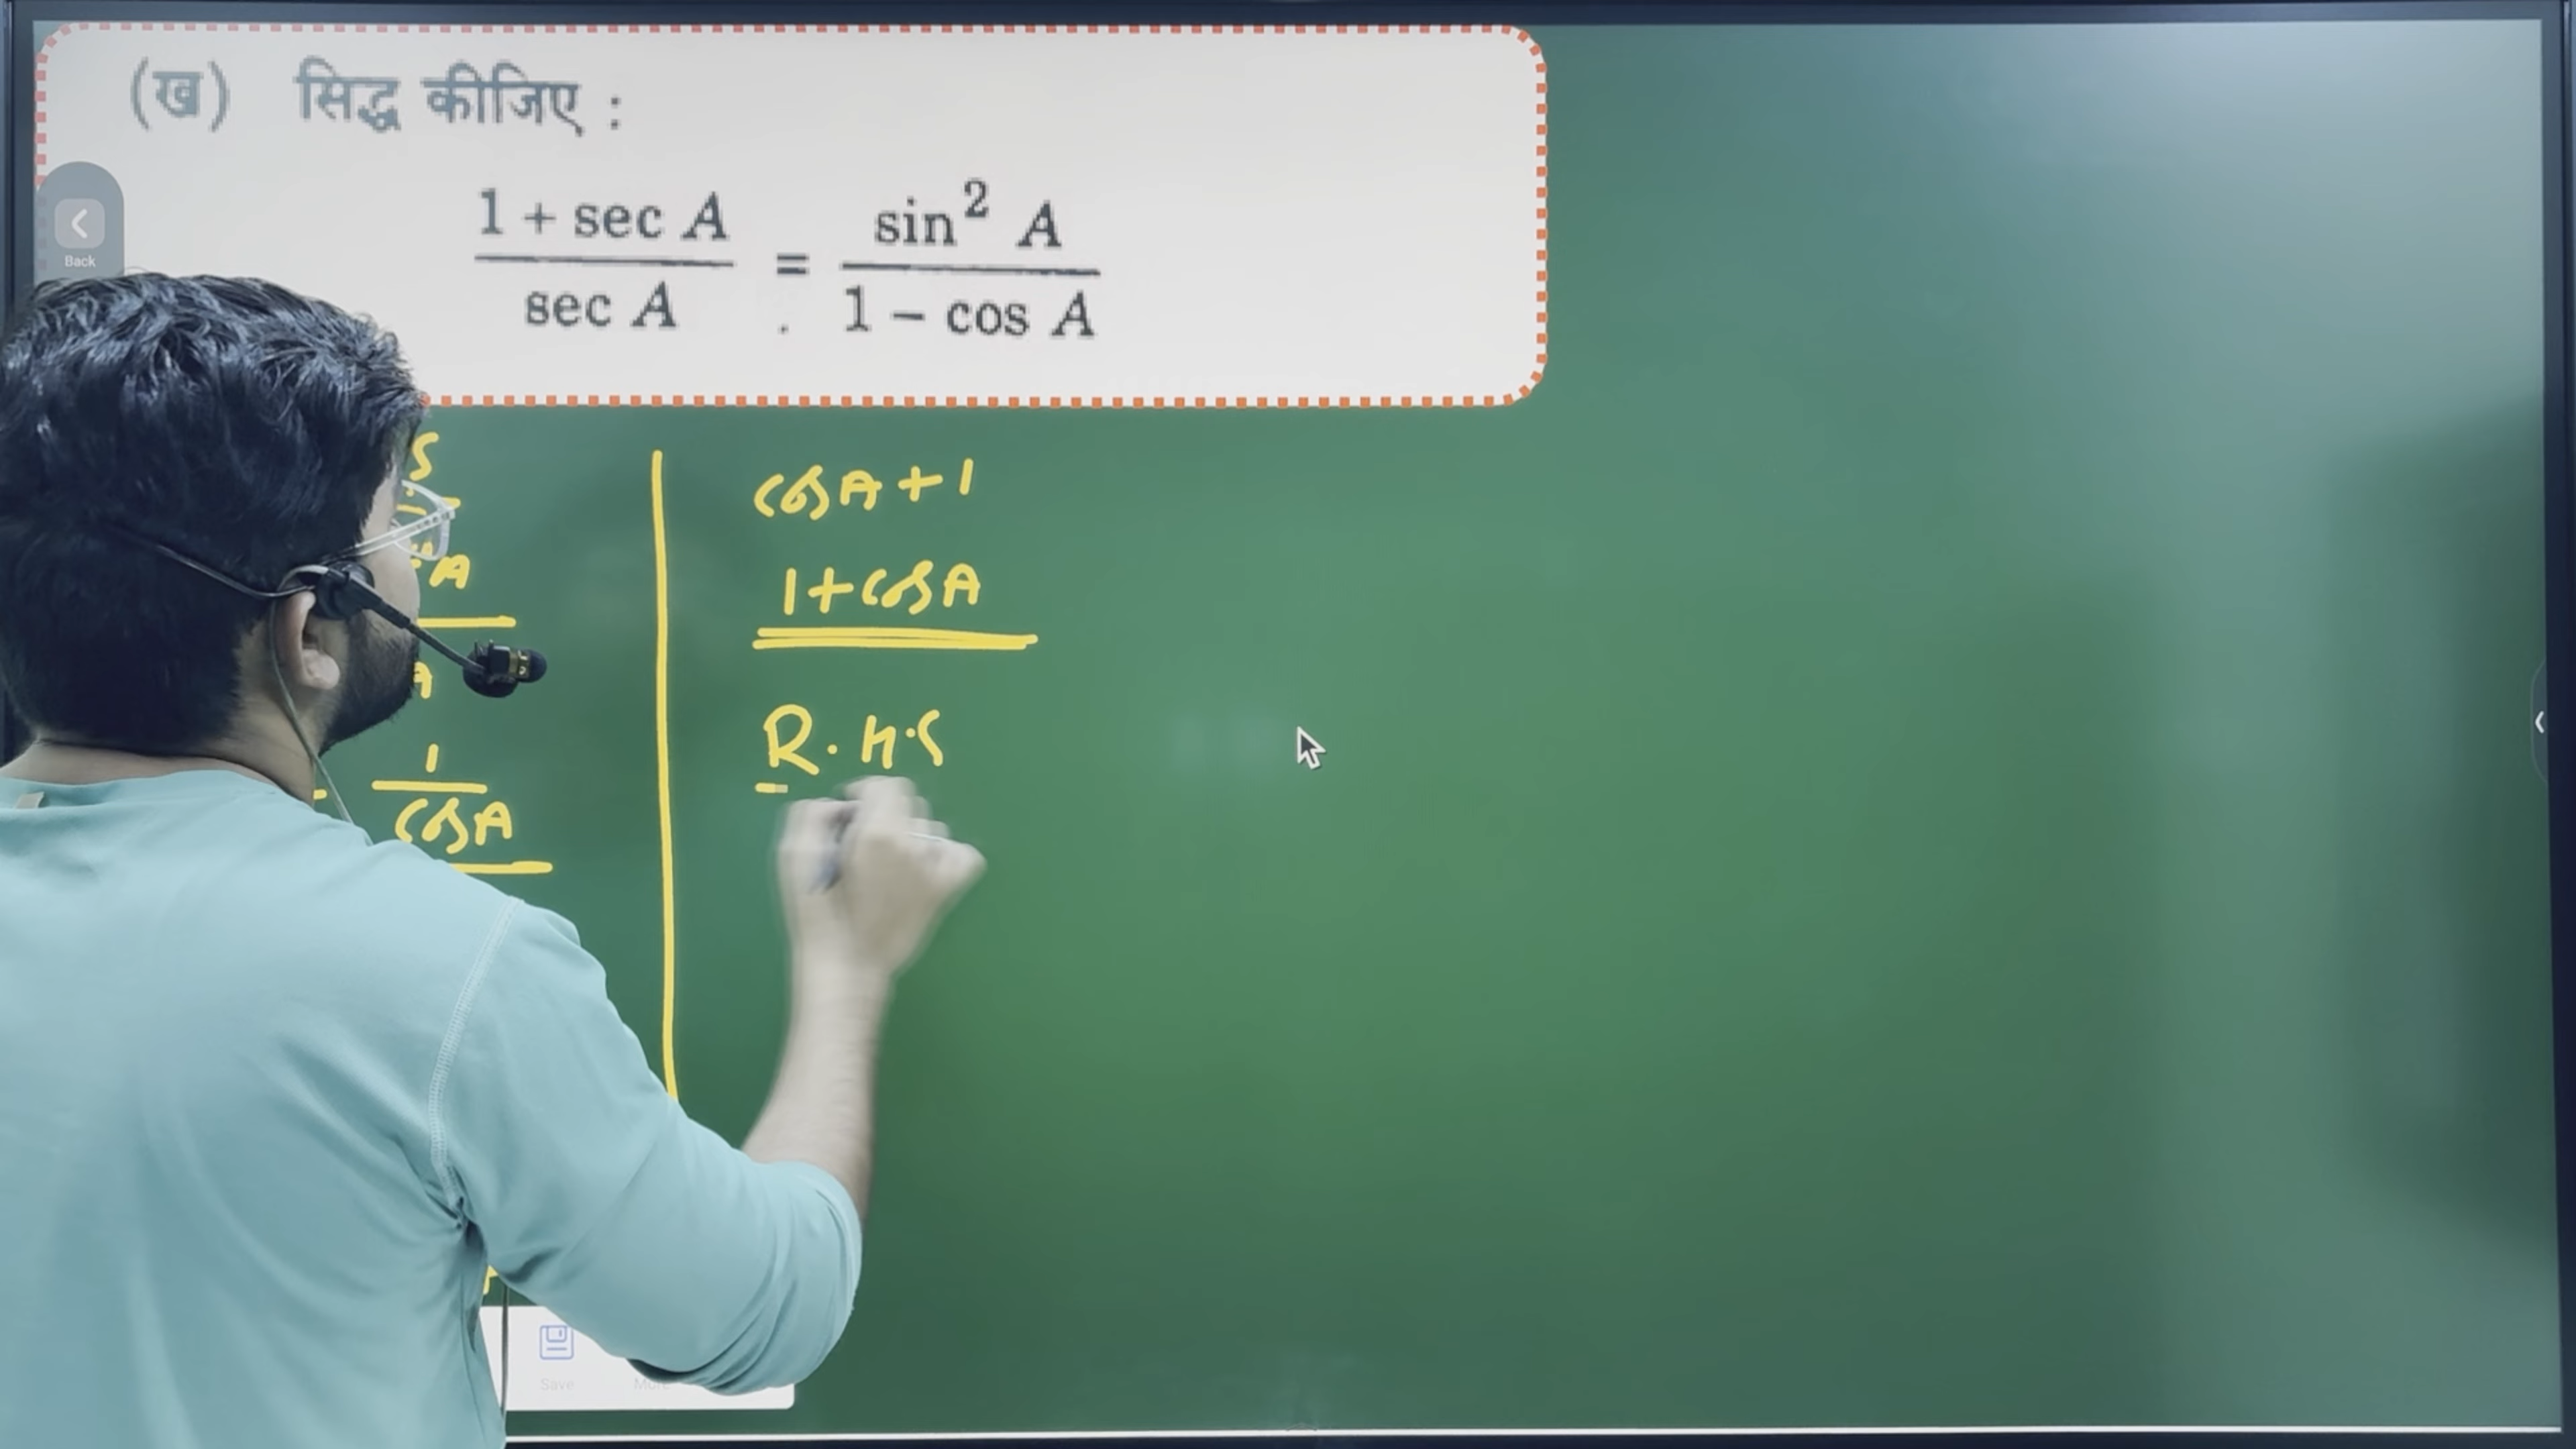 (ख) सिद्ध कीजिए :
1 + sec A / sec A = sin² A / 1 − cos A
Back
S
A
A
1
cosA
cosA + 1
1 + cosA
R.H.S
Save
More